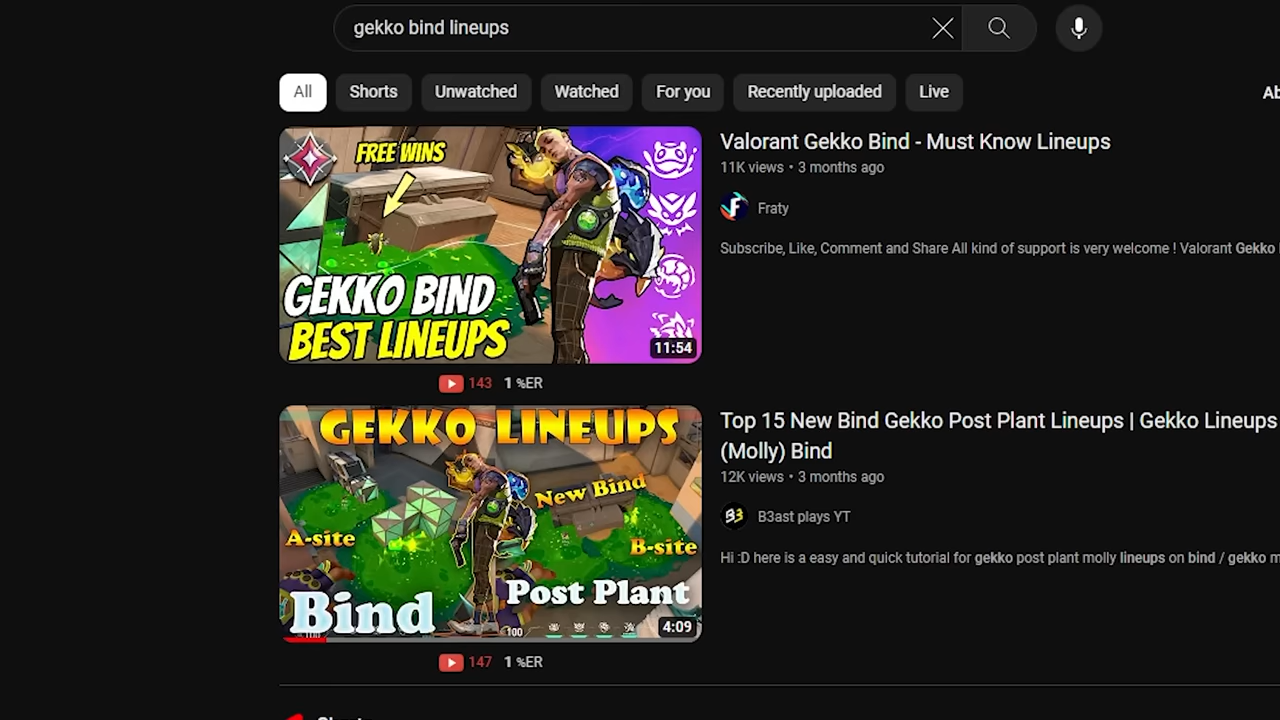 gekko bind lineups
All
Shorts
Unwatched
Watched
For you
Recently uploaded
Live
FREE WINS
GEKKO BIND
BEST LINEUPS
11:54
Valorant Gekko Bind - Must Know Lineups
11K views • 3 months ago
Fraty
Subscribe, Like, Comment and Share All kind of support is very welcome ! Valorant Gekko
143 1 %ER
GEKKO LINEUPS
New Bind
A-site
B-site
Post Plant
Bind
100
4:09
Top 15 New Bind Gekko Post Plant Lineups | Gekko Lineups
(Molly) Bind
12K views • 3 months ago
B3
B3ast plays YT
Hi :D here is a easy and quick tutorial for gekko post plant molly lineups on bind / gekko m
147 1 %ER